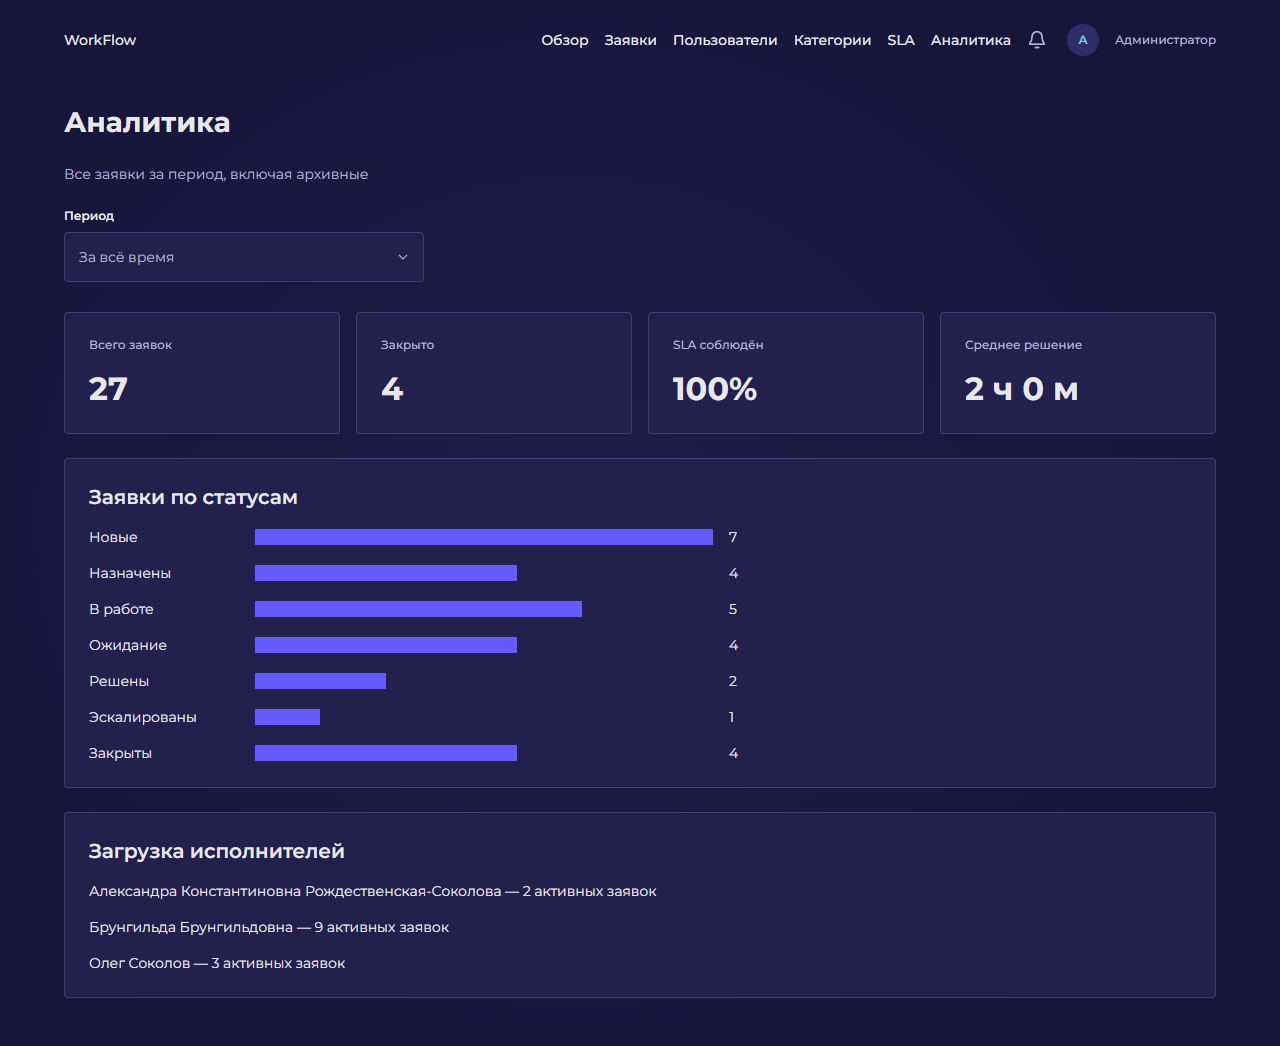 WorkFlow
Обзор Заявки Пользователи Категории SLA Аналитика А Администратор
Аналитика
Все заявки за период, включая архивные
Период
За всё время
Всего заявок
27
Закрыто
4
SLA соблюдён
100%
Среднее решение
2 ч 0 м
Заявки по статусам
Новые 7
Назначены 4
В работе 5
Ожидание 4
Решены 2
Эскалированы 1
Закрыты 4
Загрузка исполнителей
Александра Константиновна Рождественская-Соколова — 2 активных заявок
Брунгильда Брунгильдовна — 9 активных заявок
Олег Соколов — 3 активных заявок